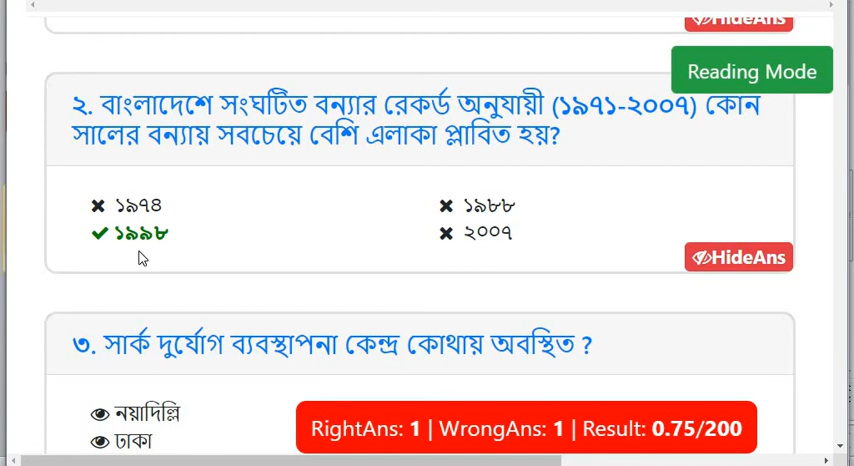 HideAns
Reading Mode
২. বাংলাদেশে সংঘটিত বন্যার রেকর্ড অনুযায়ী (১৯৭১-২০০৭) কোন
সালের বন্যায় সবচেয়ে বেশি এলাকা প্লাবিত হয়?
১৯৭৪
১৯৮৮
১৯৯৮
২০০৭
HideAns
৩. সার্ক দুর্যোগ ব্যবস্থাপনা কেন্দ্র কোথায় অবস্থিত ?
নয়াদিল্লি
ঢাকা
RightAns: 1 | WrongAns: 1 | Result: 0.75/200